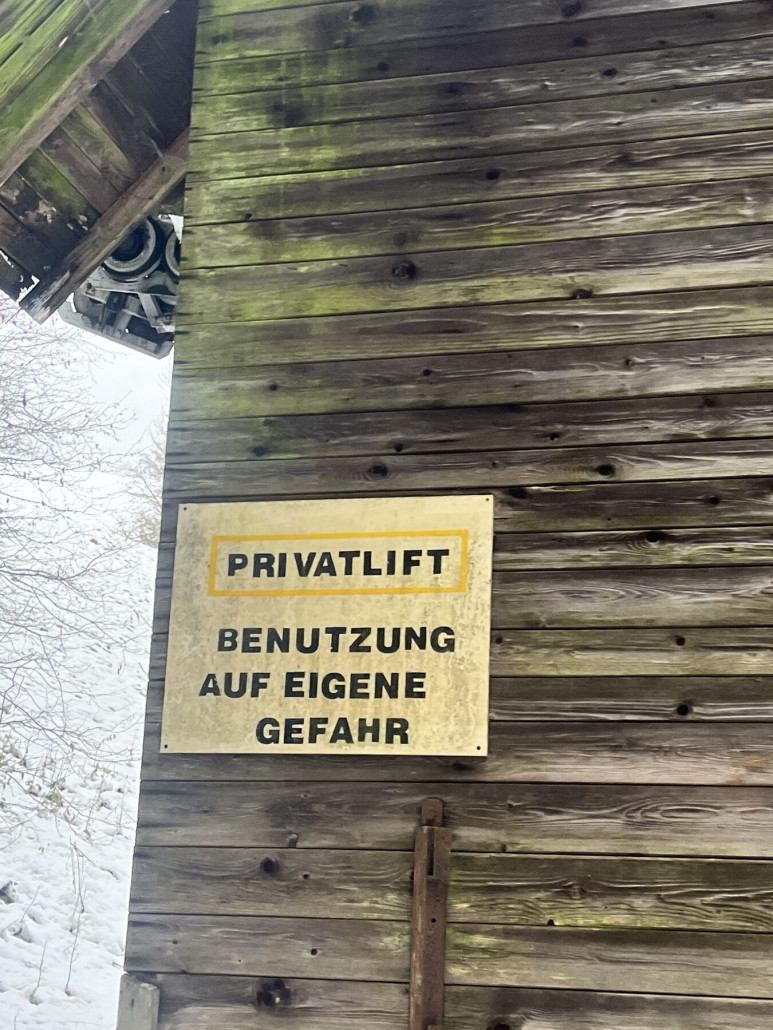 PRIVATLIFT
BENUTZUNG
AUF EIGENE
GEFAHR